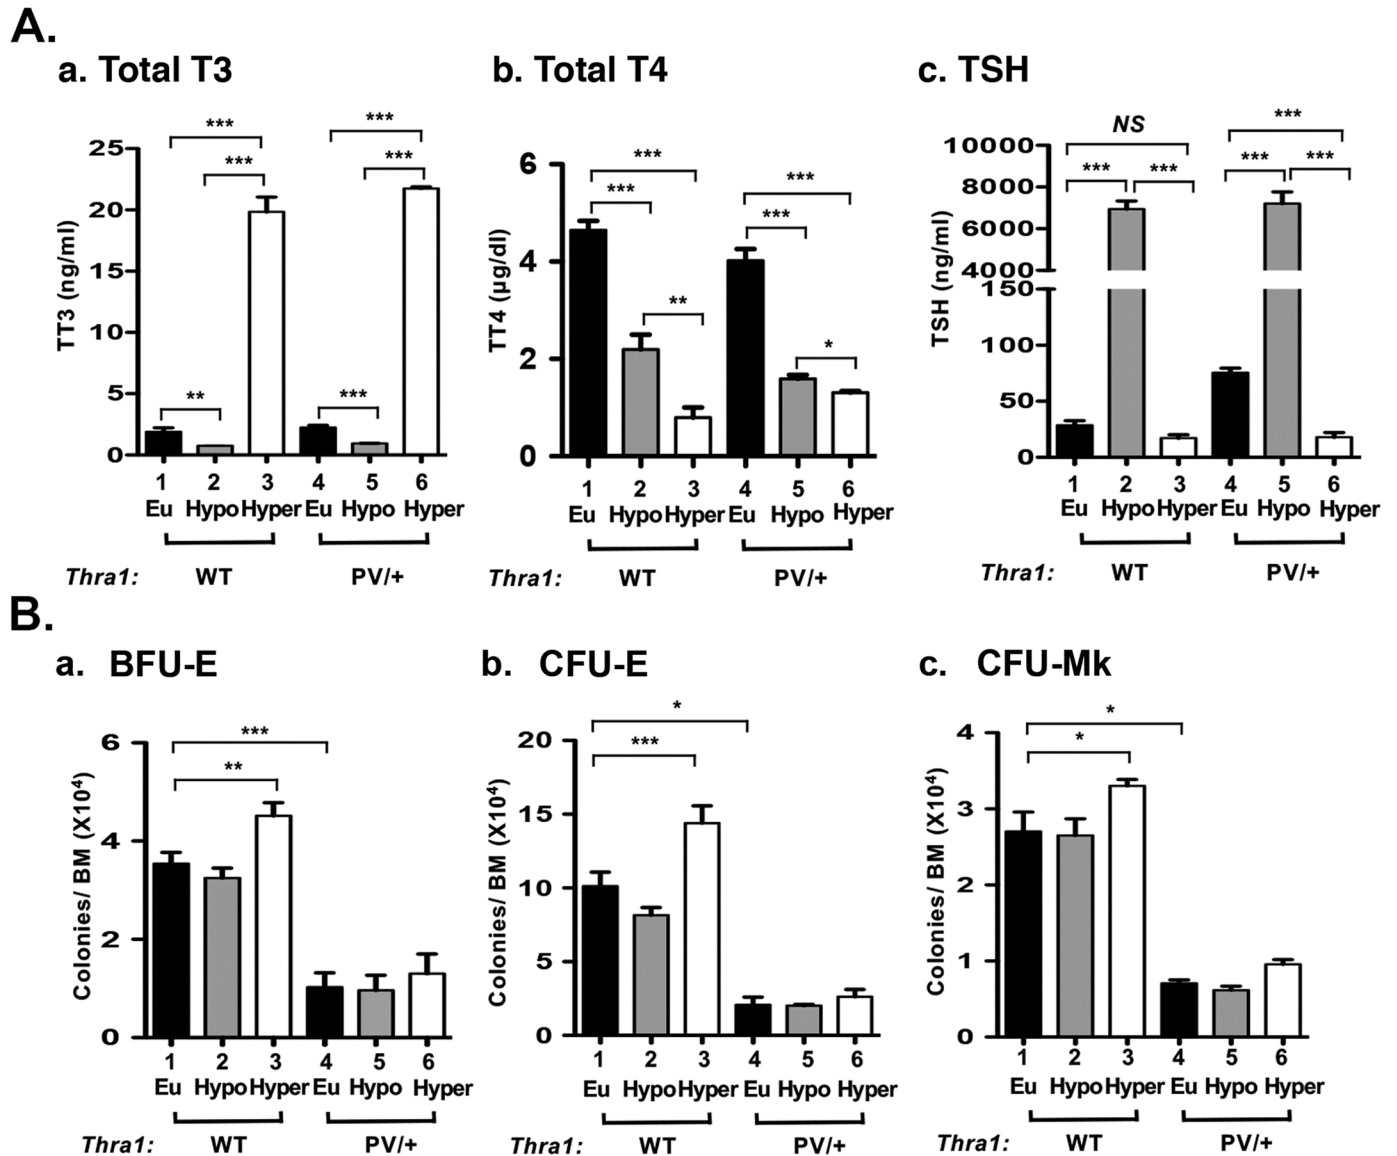 A.
a. Total T3
b. Total T4
c. TSH
TT3 (ng/ml)
25
20
15
10
5
0
***
***
***
***
**
***
1 2 3 4 5 6
Eu Hypo Hyper Eu Hypo Hyper
Thra1: WT PV/+
TT4 (µg/dl)
6
4
2
0
***
***
**
***
***
*
1 2 3 4 5 6
Eu Hypo Hyper Eu Hypo Hyper
Thra1: WT PV/+
TSH (ng/ml)
10000
8000
6000
4000
150
100
50
0
NS
***
***
***
***
***
1 2 3 4 5 6
Eu Hypo Hyper Eu Hypo Hyper
Thra1: WT PV/+
B.
a. BFU-E
b. CFU-E
c. CFU-Mk
Colonies/ BM (X10⁴)
6
4
2
0
***
**
1 2 3 4 5 6
Eu Hypo Hyper Eu Hypo Hyper
Thra1: WT PV/+
Colonies/ BM (X10⁴)
20
15
10
5
0
*
***
1 2 3 4 5 6
Eu Hypo Hyper Eu Hypo Hyper
Thra1: WT PV/+
Colonies/ BM (X10⁴)
4
3
2
1
0
*
*
1 2 3 4 5 6
Eu Hypo Hyper Eu Hypo Hyper
Thra1: WT PV/+